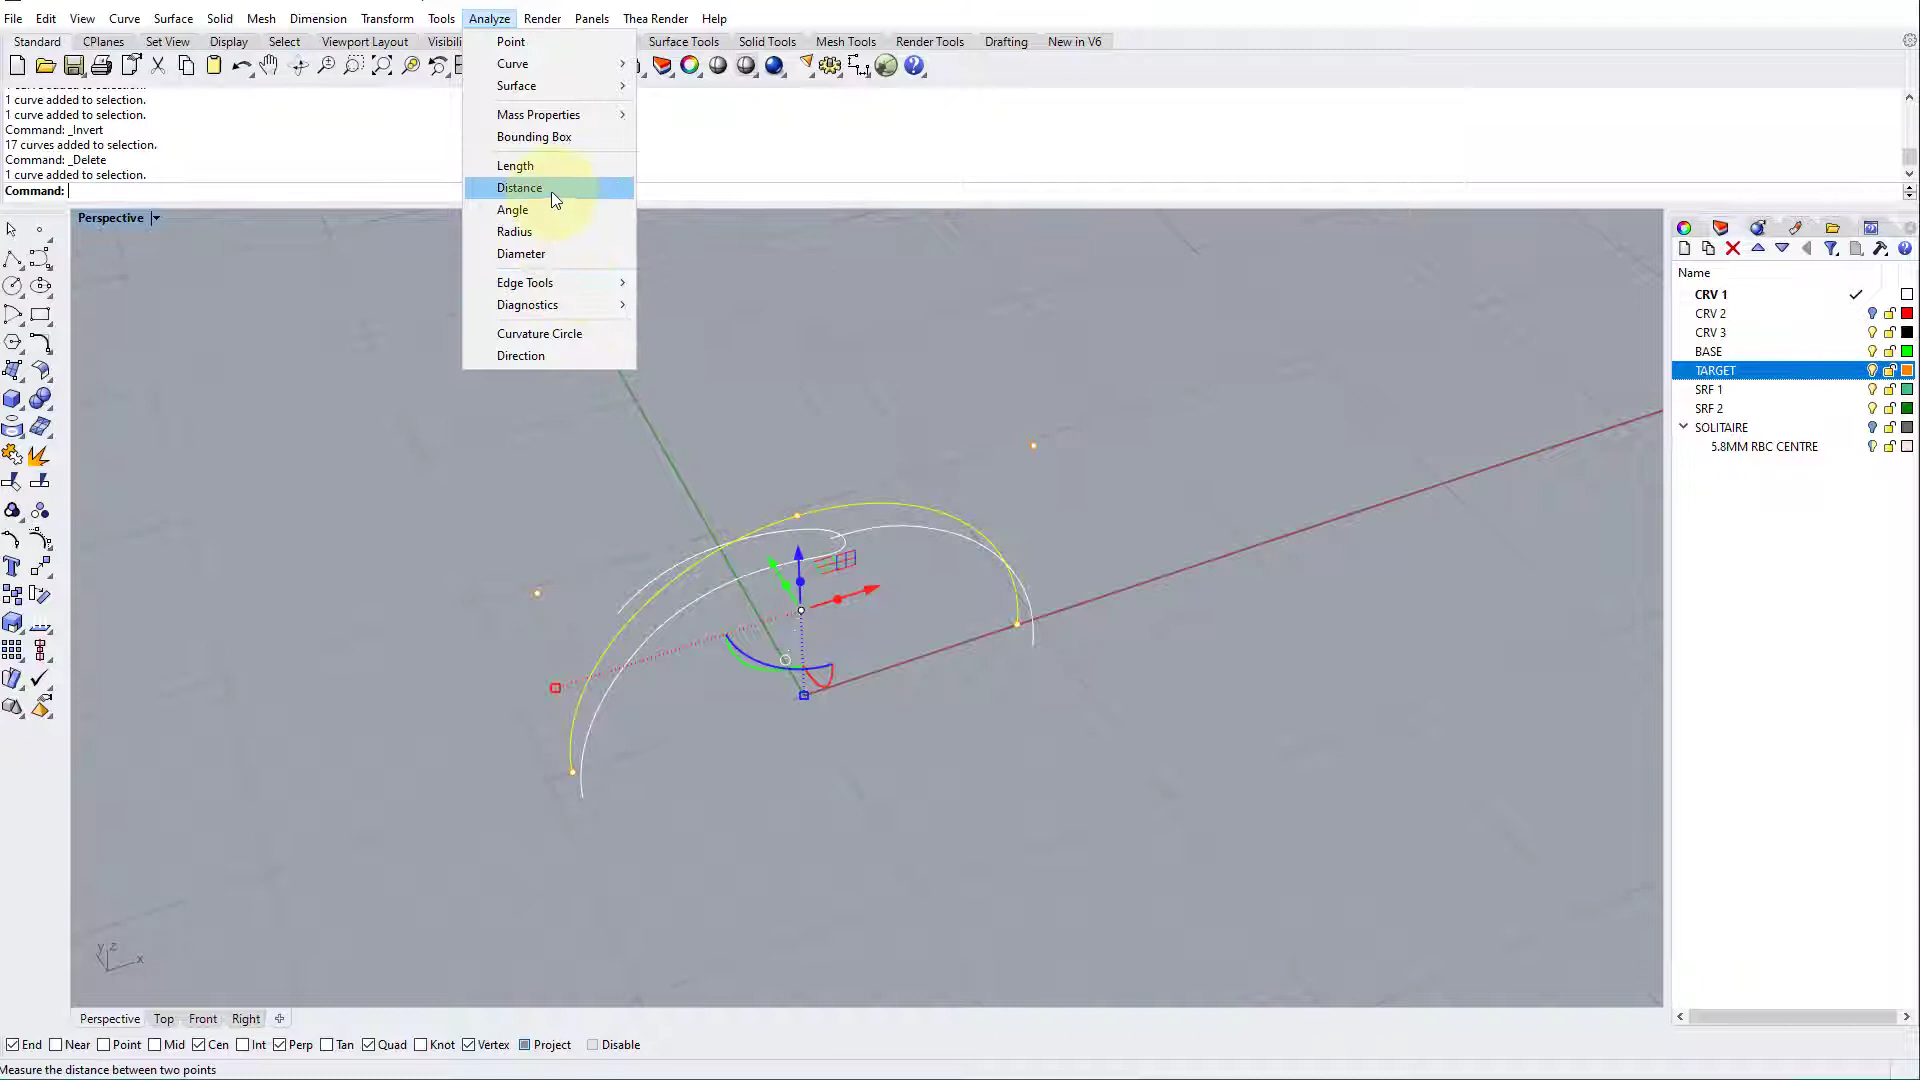 File Edit View Curve Surface Solid Mesh Dimension Transform Tools Analyze Render Panels Thea Render Help
Standard CPlanes Set View Display Select Viewport Layout Surface Tools Solid Tools Mesh Tools Render Tools Drafting New in V6
1 curve added to selection.
1 curve added to selection.
Command: _Invert
17 curves added to selection.
Command: _Delete
1 curve added to selection.
Command:
Point
Curve
Surface
Mass Properties
Bounding Box
Length
Distance
Angle
Radius
Diameter
Edge Tools
Diagnostics
Curvature Circle
Direction
Perspective
Name
CRV 1
CRV 2
CRV 3
BASE
TARGET
SRF 1
SRF 2
SOLITAIRE
5.8MM RBC CENTRE
y z
x
Perspective Top Front Right
End Near Point Mid Cen Int Perp Tan Quad Knot Vertex Project Disable
Measure the distance between two points